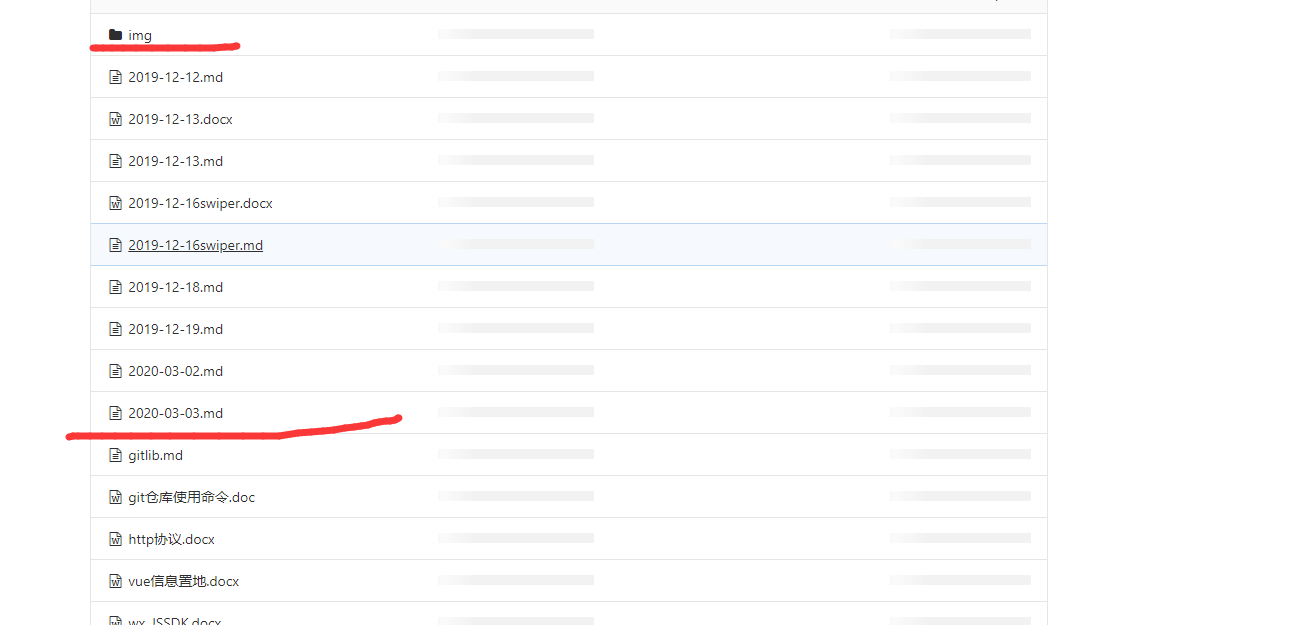 img
2019-12-12.md
2019-12-13.docx
2019-12-13.md
2019-12-16swiper.docx
2019-12-16swiper.md
2019-12-18.md
2019-12-19.md
2020-03-02.md
2020-03-03.md
gitlib.md
git仓库使用命令.doc
http协议.docx
vue信息置地.docx
wx_JSSDK.docx